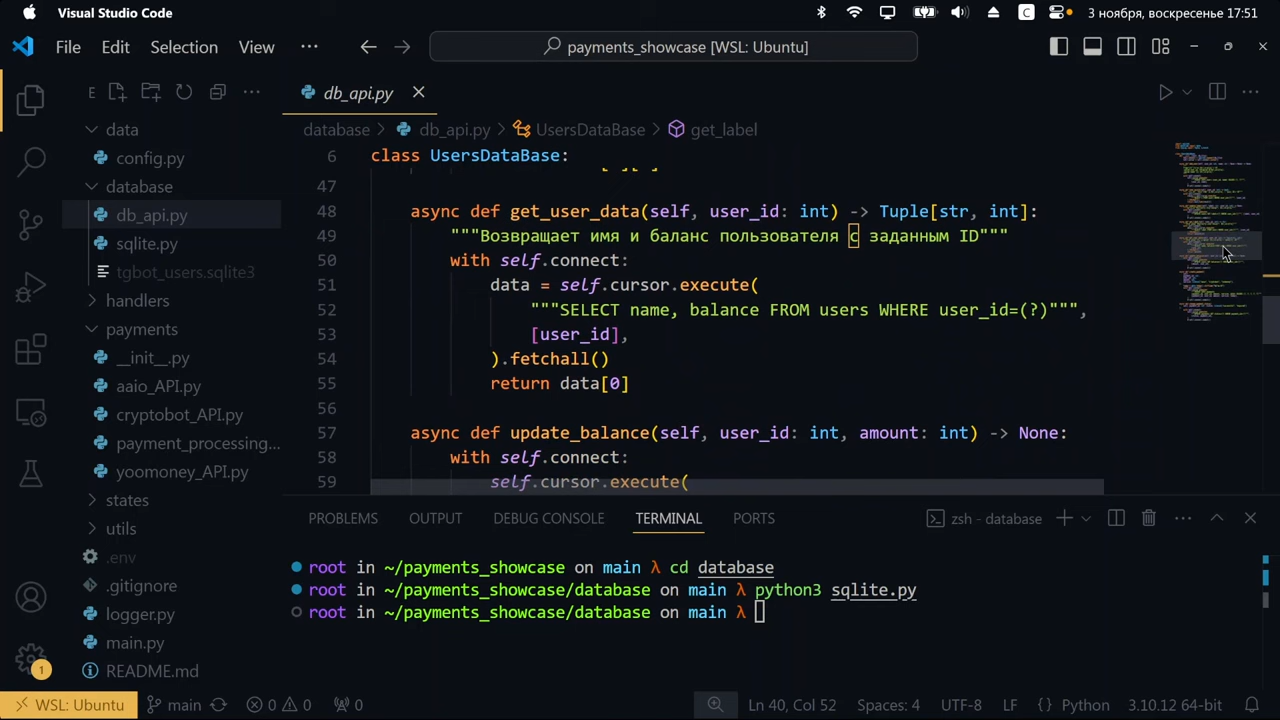 Visual Studio Code
C
3 ноября, воскресенье 17:51
File Edit Selection View ···
payments_showcase [WSL: Ubuntu]
E
data
config.py
database
db_api.py
sqlite.py
tgbot_users.sqlite3
handlers
payments
__init__.py
aaio_API.py
cryptobot_API.py
payment_processing...
yoomoney_API.py
states
utils
.env
.gitignore
logger.py
main.py
README.md
1
db_api.py
database > db_api.py > UsersDataBase > get_label
6 class UsersDataBase:
47
48 async def get_user_data(self, user_id: int) -> Tuple[str, int]:
49 """Возвращает имя и баланс пользователя с заданным ID"""
50 with self.connect:
51 data = self.cursor.execute(
52 """SELECT name, balance FROM users WHERE user_id=(?)""",
53 [user_id],
54 ).fetchall()
55 return data[0]
56
57 async def update_balance(self, user_id: int, amount: int) -> None:
58 with self.connect:
59 self.cursor.execute(
PROBLEMS OUTPUT DEBUG CONSOLE TERMINAL PORTS
zsh - database
root in ~/payments_showcase on main λ cd database
root in ~/payments_showcase/database on main λ python3 sqlite.py
root in ~/payments_showcase/database on main λ
WSL: Ubuntu main 0 0 0 Ln 40, Col 52 Spaces: 4 UTF-8 LF {} Python 3.10.12 64-bit